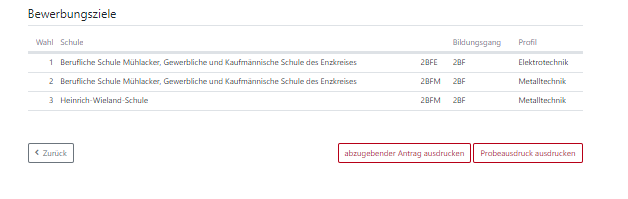 Bewerbungsziele
Wahl Schule Bildungsgang Profil
1 Berufliche Schule Mühlacker, Gewerbliche und Kaufmännische Schule des Enzkreises 2BFE 2BF Elektrotechnik
2 Berufliche Schule Mühlacker, Gewerbliche und Kaufmännische Schule des Enzkreises 2BFM 2BF Metalltechnik
3 Heinrich-Wieland-Schule 2BFM 2BF Metalltechnik
Zurück abzugebender Antrag ausdrucken Probeausdruck ausdrucken